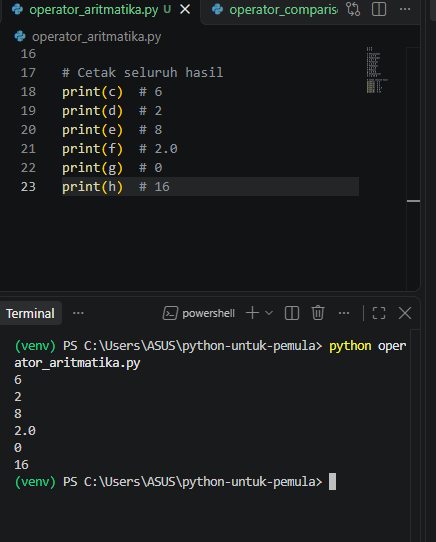 operator_aritmatika.py U
operator_comparis
operator_aritmatika.py
16
17 # Cetak seluruh hasil
18 print(c) # 6
19 print(d) # 2
20 print(e) # 8
21 print(f) # 2.0
22 print(g) # 0
23 print(h) # 16
Terminal ··· powershell
(venv) PS C:\Users\ASUS\python-untuk-pemula> python oper
ator_aritmatika.py
6
2
8
2.0
0
16
(venv) PS C:\Users\ASUS\python-untuk-pemula>